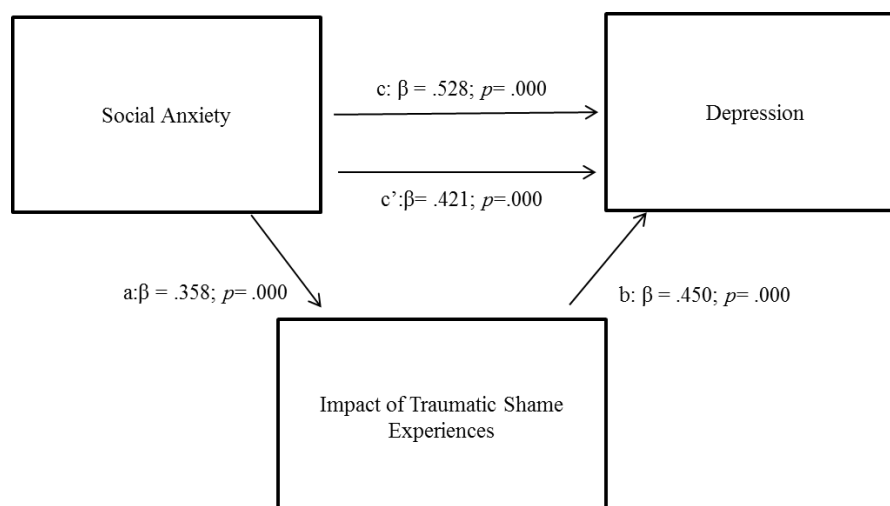 c: β = .528; p= .000
Social Anxiety
Depression
c’:β= .421; p=.000
a:β = .358; p= .000
b: β = .450; p= .000
Impact of Traumatic Shame
Experiences